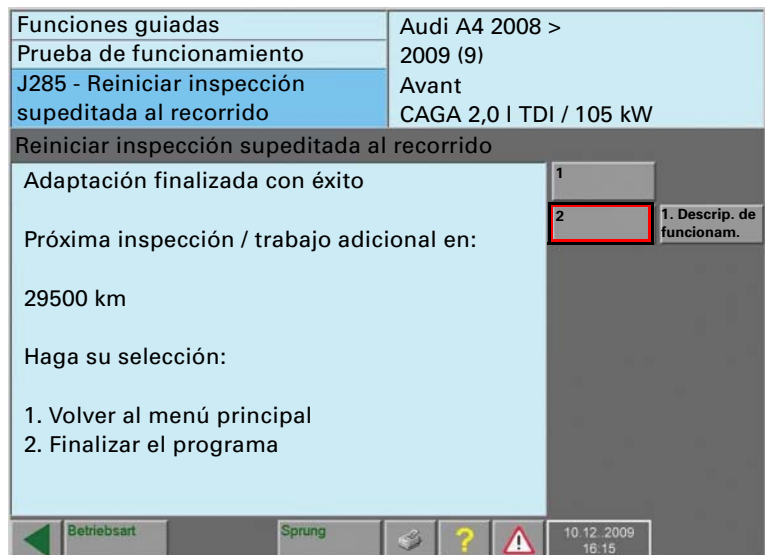 Funciones guiadas
Prueba de funcionamiento
J285 - Reiniciar inspección
supeditada al recorrido
Audi A4 2008 >
2009 (9)
Avant
CAGA 2,0 l TDI / 105 kW
Reiniciar inspección supeditada al recorrido
Adaptación finalizada con éxito
Próxima inspección / trabajo adicional en:
29500 km
Haga su selección:
1. Volver al menú principal
2. Finalizar el programa
1
2
1. Descrip. de
funcionam.
Betriebsart
Sprung
?
10.12..2009
16:15